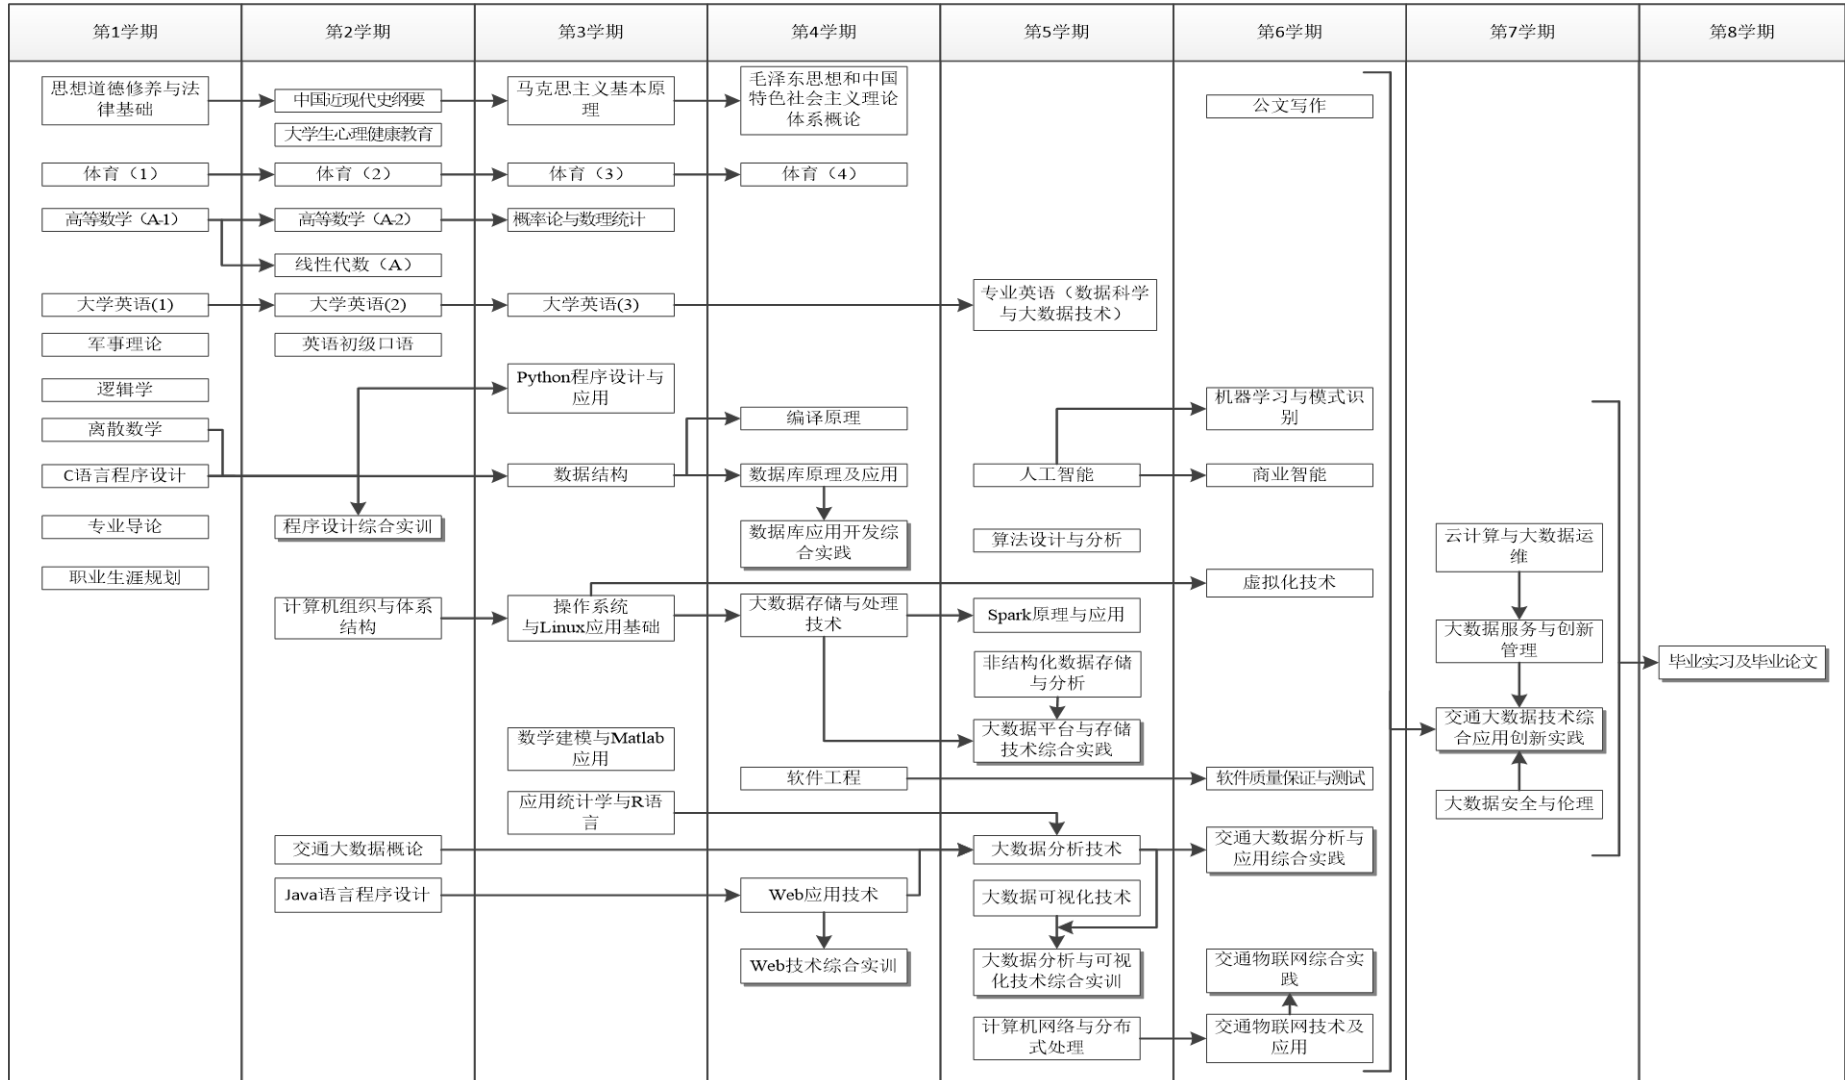 第1学期
第2学期
第3学期
第4学期
第5学期
第6学期
第7学期
第8学期
思想道德修养与法
律基础
军事理论
体育（1）
高等数学（A-1）
大学英语(1)
逻辑学
离散数学
C语言程序设计
专业导论
职业生涯规划
中国近现代史纲要
大学生心理健康教育
体育（2）
高等数学（A-2）
线性代数（A）
大学英语(2)
英语初级口语
程序设计综合实训
计算机组织与体系
结构
交通大数据概论
Java语言程序设计
马克思主义基本原
理
体育（3）
概率论与数理统计
大学英语(3)
Python程序设计与
应用
数据结构
操作系统
与Linux应用基础
数学建模与Matlab
应用
应用统计学与R语
言
毛泽东思想和中国
特色社会主义理论
体系概论
体育（4）
编译原理
数据库原理及应用
数据库应用开发综
合实践
大数据存储与处理
技术
软件工程
Web应用技术
Web技术综合实训
专业英语（数据科学
与大数据技术）
人工智能
算法设计与分析
Spark原理与应用
非结构化数据存储
与分析
大数据平台与存储
技术综合实践
大数据分析技术
大数据可视化技术
大数据分析与可视
化技术综合实训
计算机网络与分布
式处理
公文写作
机器学习与模式识
别
商业智能
虚拟化技术
软件质量保证与测试
交通大数据分析与
应用综合实践
交通物联网综合实
践
交通物联网技术及
应用
云计算与大数据运
维
大数据服务与创新
管理
交通大数据技术综
合应用创新实践
大数据安全与伦理
毕业实习及毕业论文